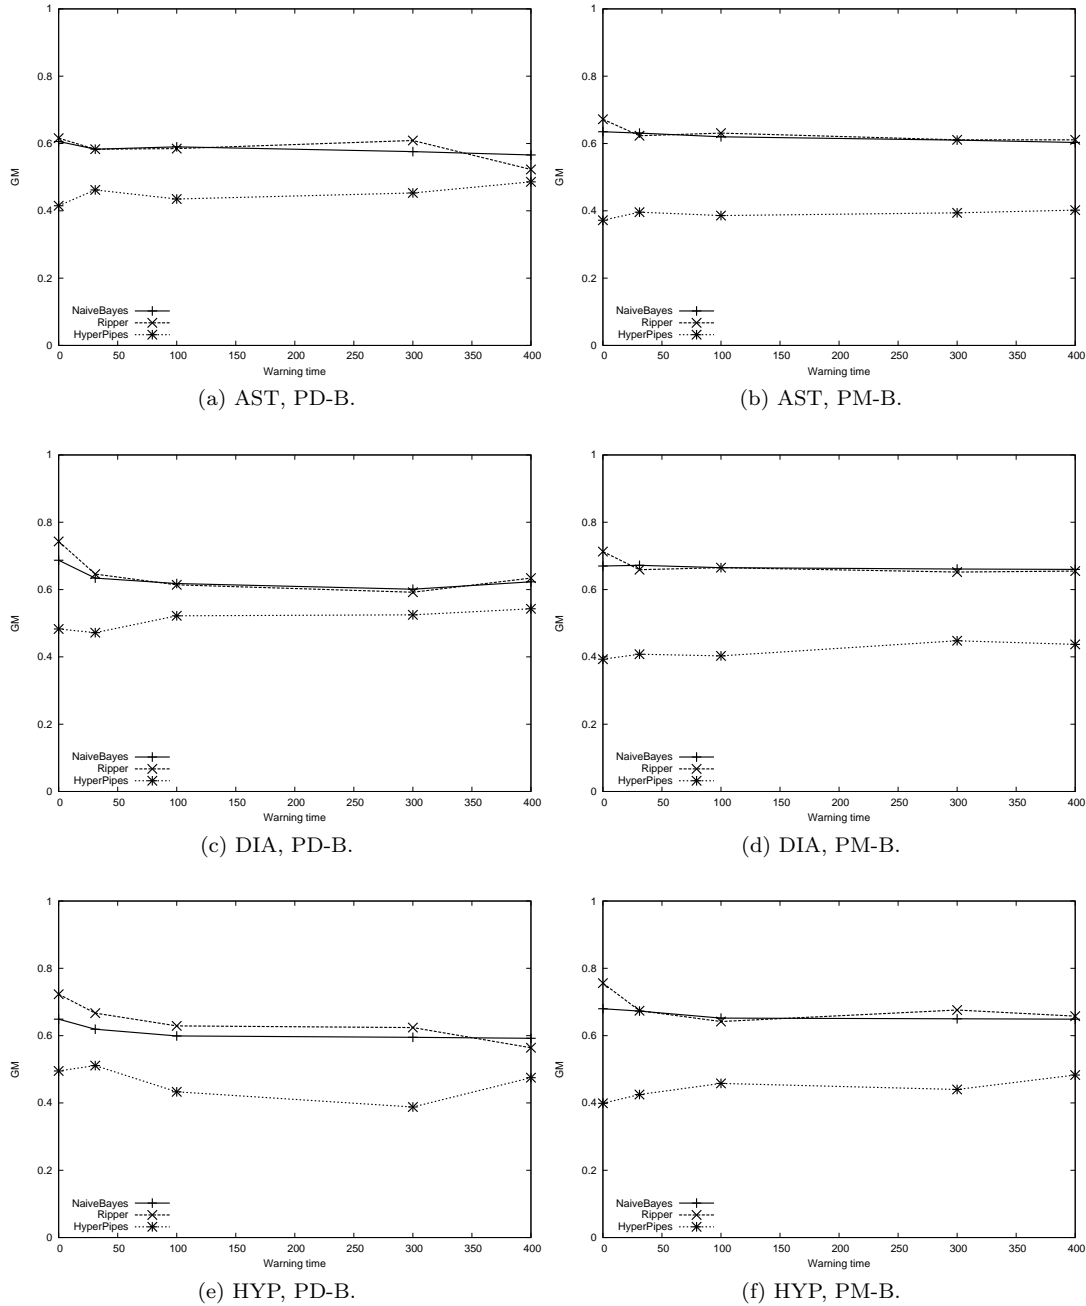 1
0.8
0.6
GM
0.4
0.2
NaiveBayes
Ripper
HyperPipes
0
0 50 100 150 200 250 300 350 400
Warning time
(a) AST, PD-B.
1
0.8
0.6
GM
0.4
0.2
NaiveBayes
Ripper
HyperPipes
0
0 50 100 150 200 250 300 350 400
Warning time
(b) AST, PM-B.
1
0.8
0.6
GM
0.4
0.2
NaiveBayes
Ripper
HyperPipes
0
0 50 100 150 200 250 300 350 400
Warning time
(c) DIA, PD-B.
1
0.8
0.6
GM
0.4
0.2
NaiveBayes
Ripper
HyperPipes
0
0 50 100 150 200 250 300 350 400
Warning time
(d) DIA, PM-B.
1
0.8
0.6
GM
0.4
0.2
NaiveBayes
Ripper
HyperPipes
0
0 50 100 150 200 250 300 350 400
Warning time
(e) HYP, PD-B.
1
0.8
0.6
GM
0.4
0.2
NaiveBayes
Ripper
HyperPipes
0
0 50 100 150 200 250 300 350 400
Warning time
(f) HYP, PM-B.